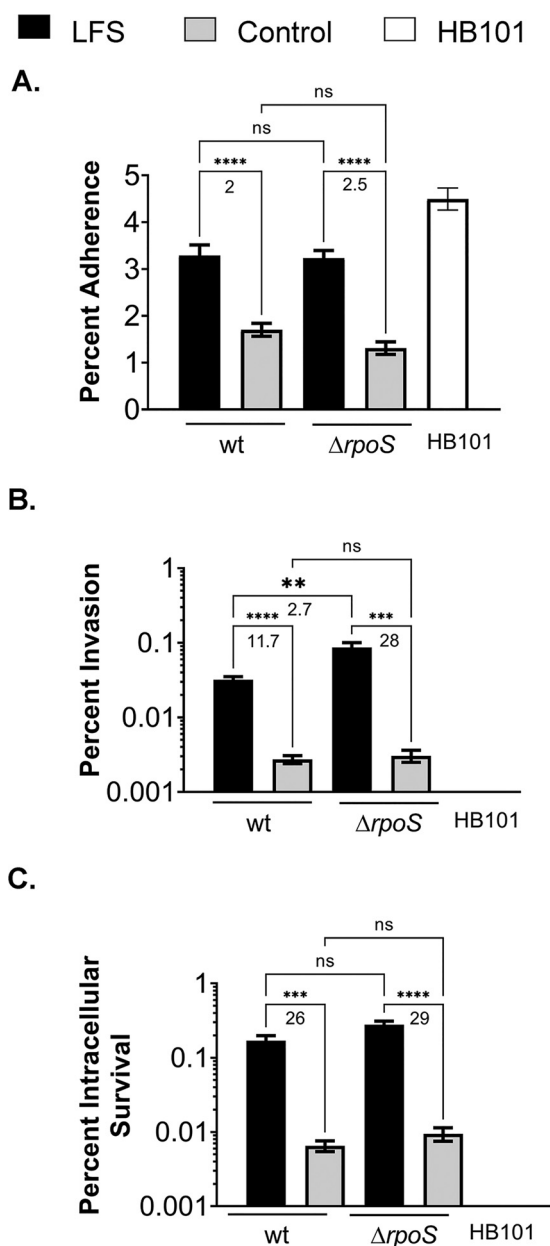 LFS Control HB101
A.
ns
ns
**** ****
2 2.5
Percent Adherence
5
4
3
2
1
0
wt ΔrpoS HB101
B.
ns
**
2.7
**** ***
11.7 28
Percent Invasion
1
0.1
0.01
0.001
wt ΔrpoS HB101
C.
ns
ns
*** ****
26 29
Percent Intracellular
Survival
1
0.1
0.01
0.001
wt ΔrpoS HB101